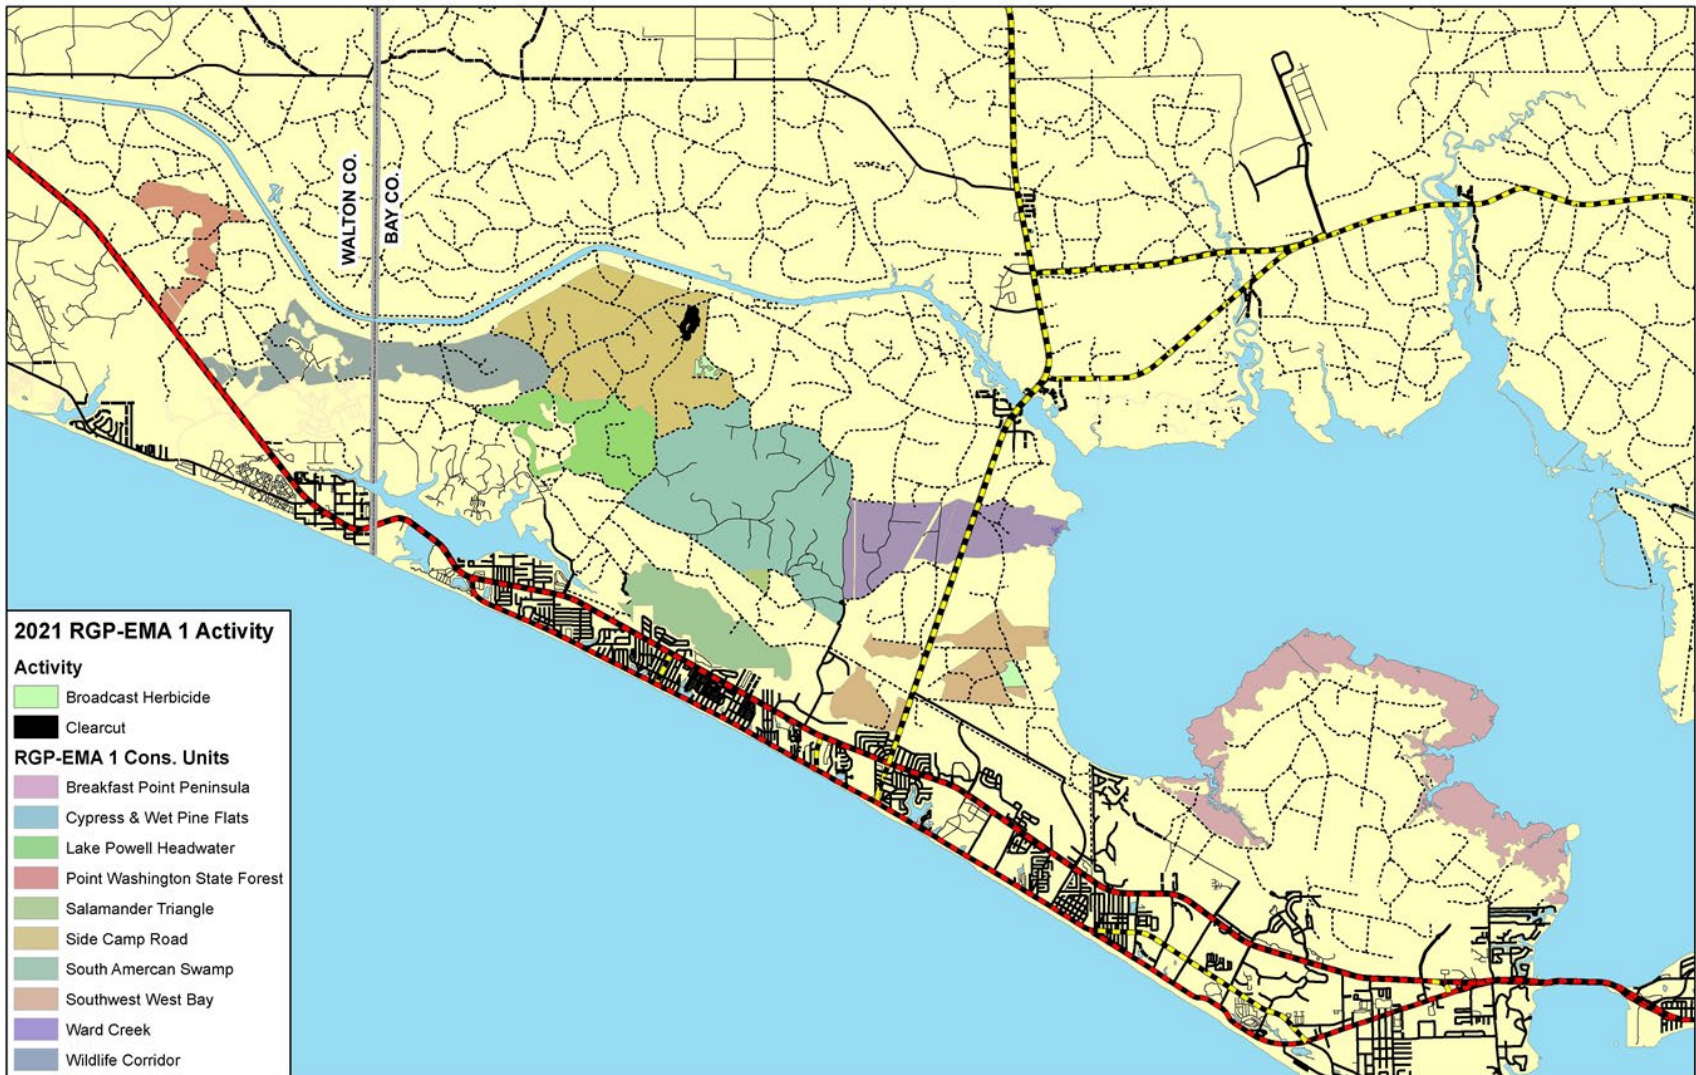 WALTON CO.
BAY CO.
2021 RGP-EMA 1 Activity
Activity
Broadcast Herbicide
Clearcut
RGP-EMA 1 Cons. Units
Breakfast Point Peninsula
Cypress & Wet Pine Flats
Lake Powell Headwater
Point Washington State Forest
Salamander Triangle
Side Camp Road
South Amercan Swamp
Southwest West Bay
Ward Creek
Wildlife Corridor